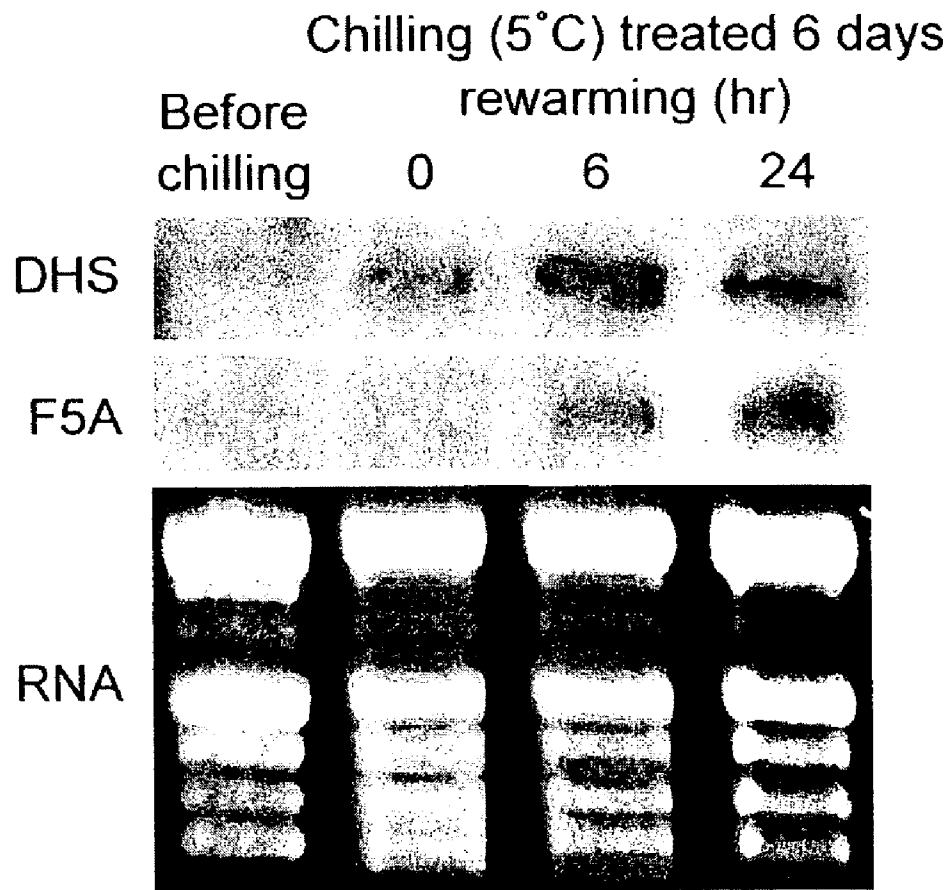 Chilling (5°C) treated 6 days
rewarming (hr)
Before
chilling
0
6
24
DHS
F5A
RNA